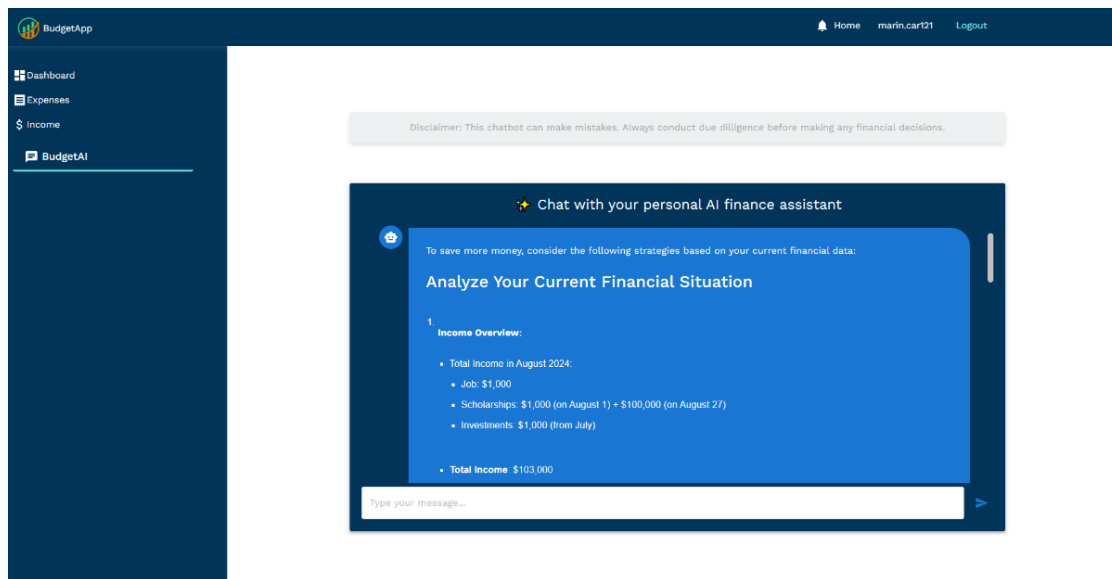 BudgetApp
Home marin.car121 Logout
Dashboard
Expenses
$ Income
BudgetAI
Disclaimer: This chatbot can make mistakes. Always conduct due dilligence before making any financial decisions.
Chat with your personal AI finance assistant
To save more money, consider the following strategies based on your current financial data:
Analyze Your Current Financial Situation
1.
Income Overview:
Total Income in August 2024:
Job: $1,000
Scholarships: $1,000 (on August 1) + $100,000 (on August 27)
Investments: $1,000 (from July)
Total Income: $103,000
Type your message...